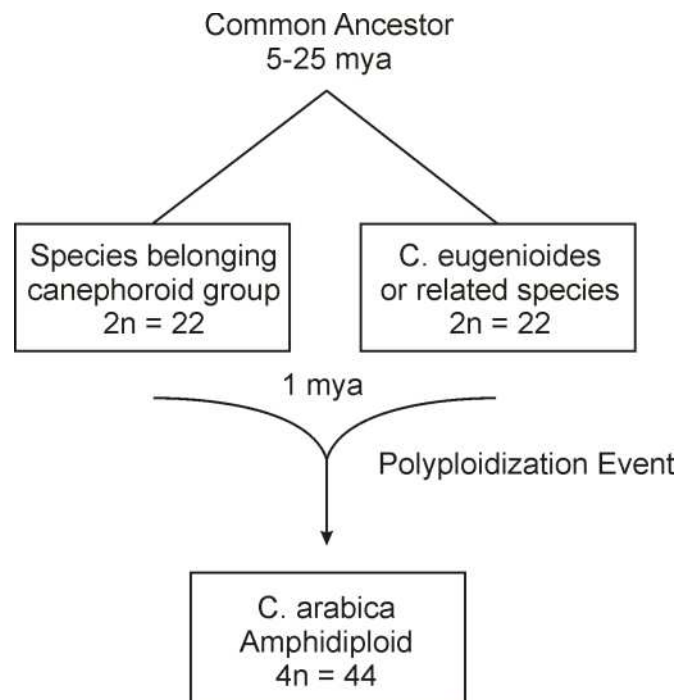 Common Ancestor
5-25 mya
Species belonging
canephoroid group
2n = 22
C. eugenioides
or related species
2n = 22
1 mya
Polyploidization Event
C. arabica
Amphidiploid
4n = 44